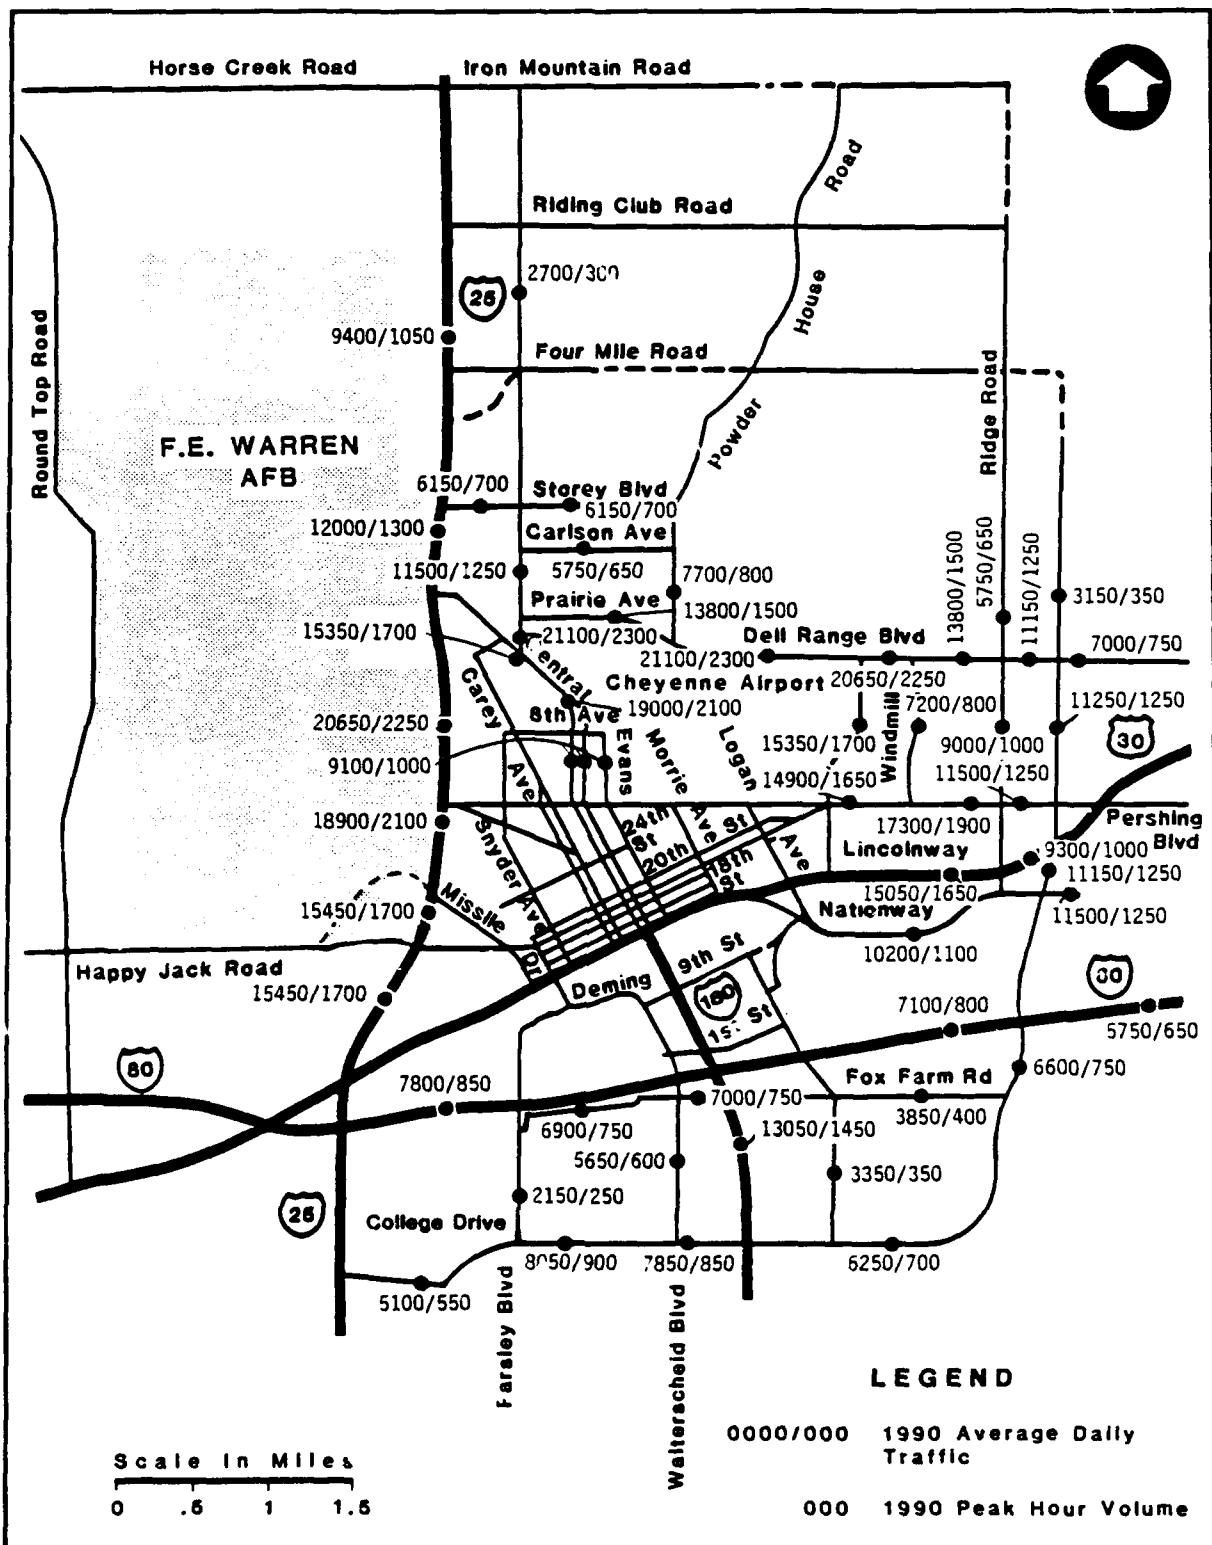 Horse Creek Road
Iron Mountain Road
Road
Riding Club Road
2700/300
25
House
9400/1050
Four Mile Road
Ridge Road
Round Top Road
Powder
F.E. WARREN
AFB
6150/700
Storey Blvd
6150/700
12000/1300
Carlson Ave
11500/1250
5750/650
7700/800
13800/1500
5750/650
11150/1250
3150/350
Prairie Ave
13800/1500
15350/1700
21100/2300
Dell Range Blvd
7000/750
21100/2300
entral
Cheyenne Airport
20650/2250
Carey
Ave
8th Ave
19000/2100
7200/800
11250/1250
20650/2250
Evans
Morrie
Ave
Logan
Ave
15350/1700
Windmill
9000/1000
30
9100/1000
14900/1650
11500/1250
18900/2100
Snyder Ave
24th
St
17300/1900
Pershing
Blvd
20th
St
Lincolnway
9300/1000
18th
St
15050/1650
11150/1250
Missile
Dr
15450/1700
Nationway
11500/1250
10200/1100
Happy Jack Road
Deming
9th St
15450/1700
180
7100/800
80
5750/650
1st St
80
7800/850
Fox Farm Rd
6600/750
7000/750
3850/400
6900/750
13050/1450
5650/600
3350/350
2150/250
25
College Drive
8050/900
7850/850
6250/700
5100/550
Parsley Blvd
Walterscheid Blvd
LEGEND
0000/000 1990 Average Daily
Traffic
000 1990 Peak Hour Volume
Scale In Miles
0 .5 1 1.5